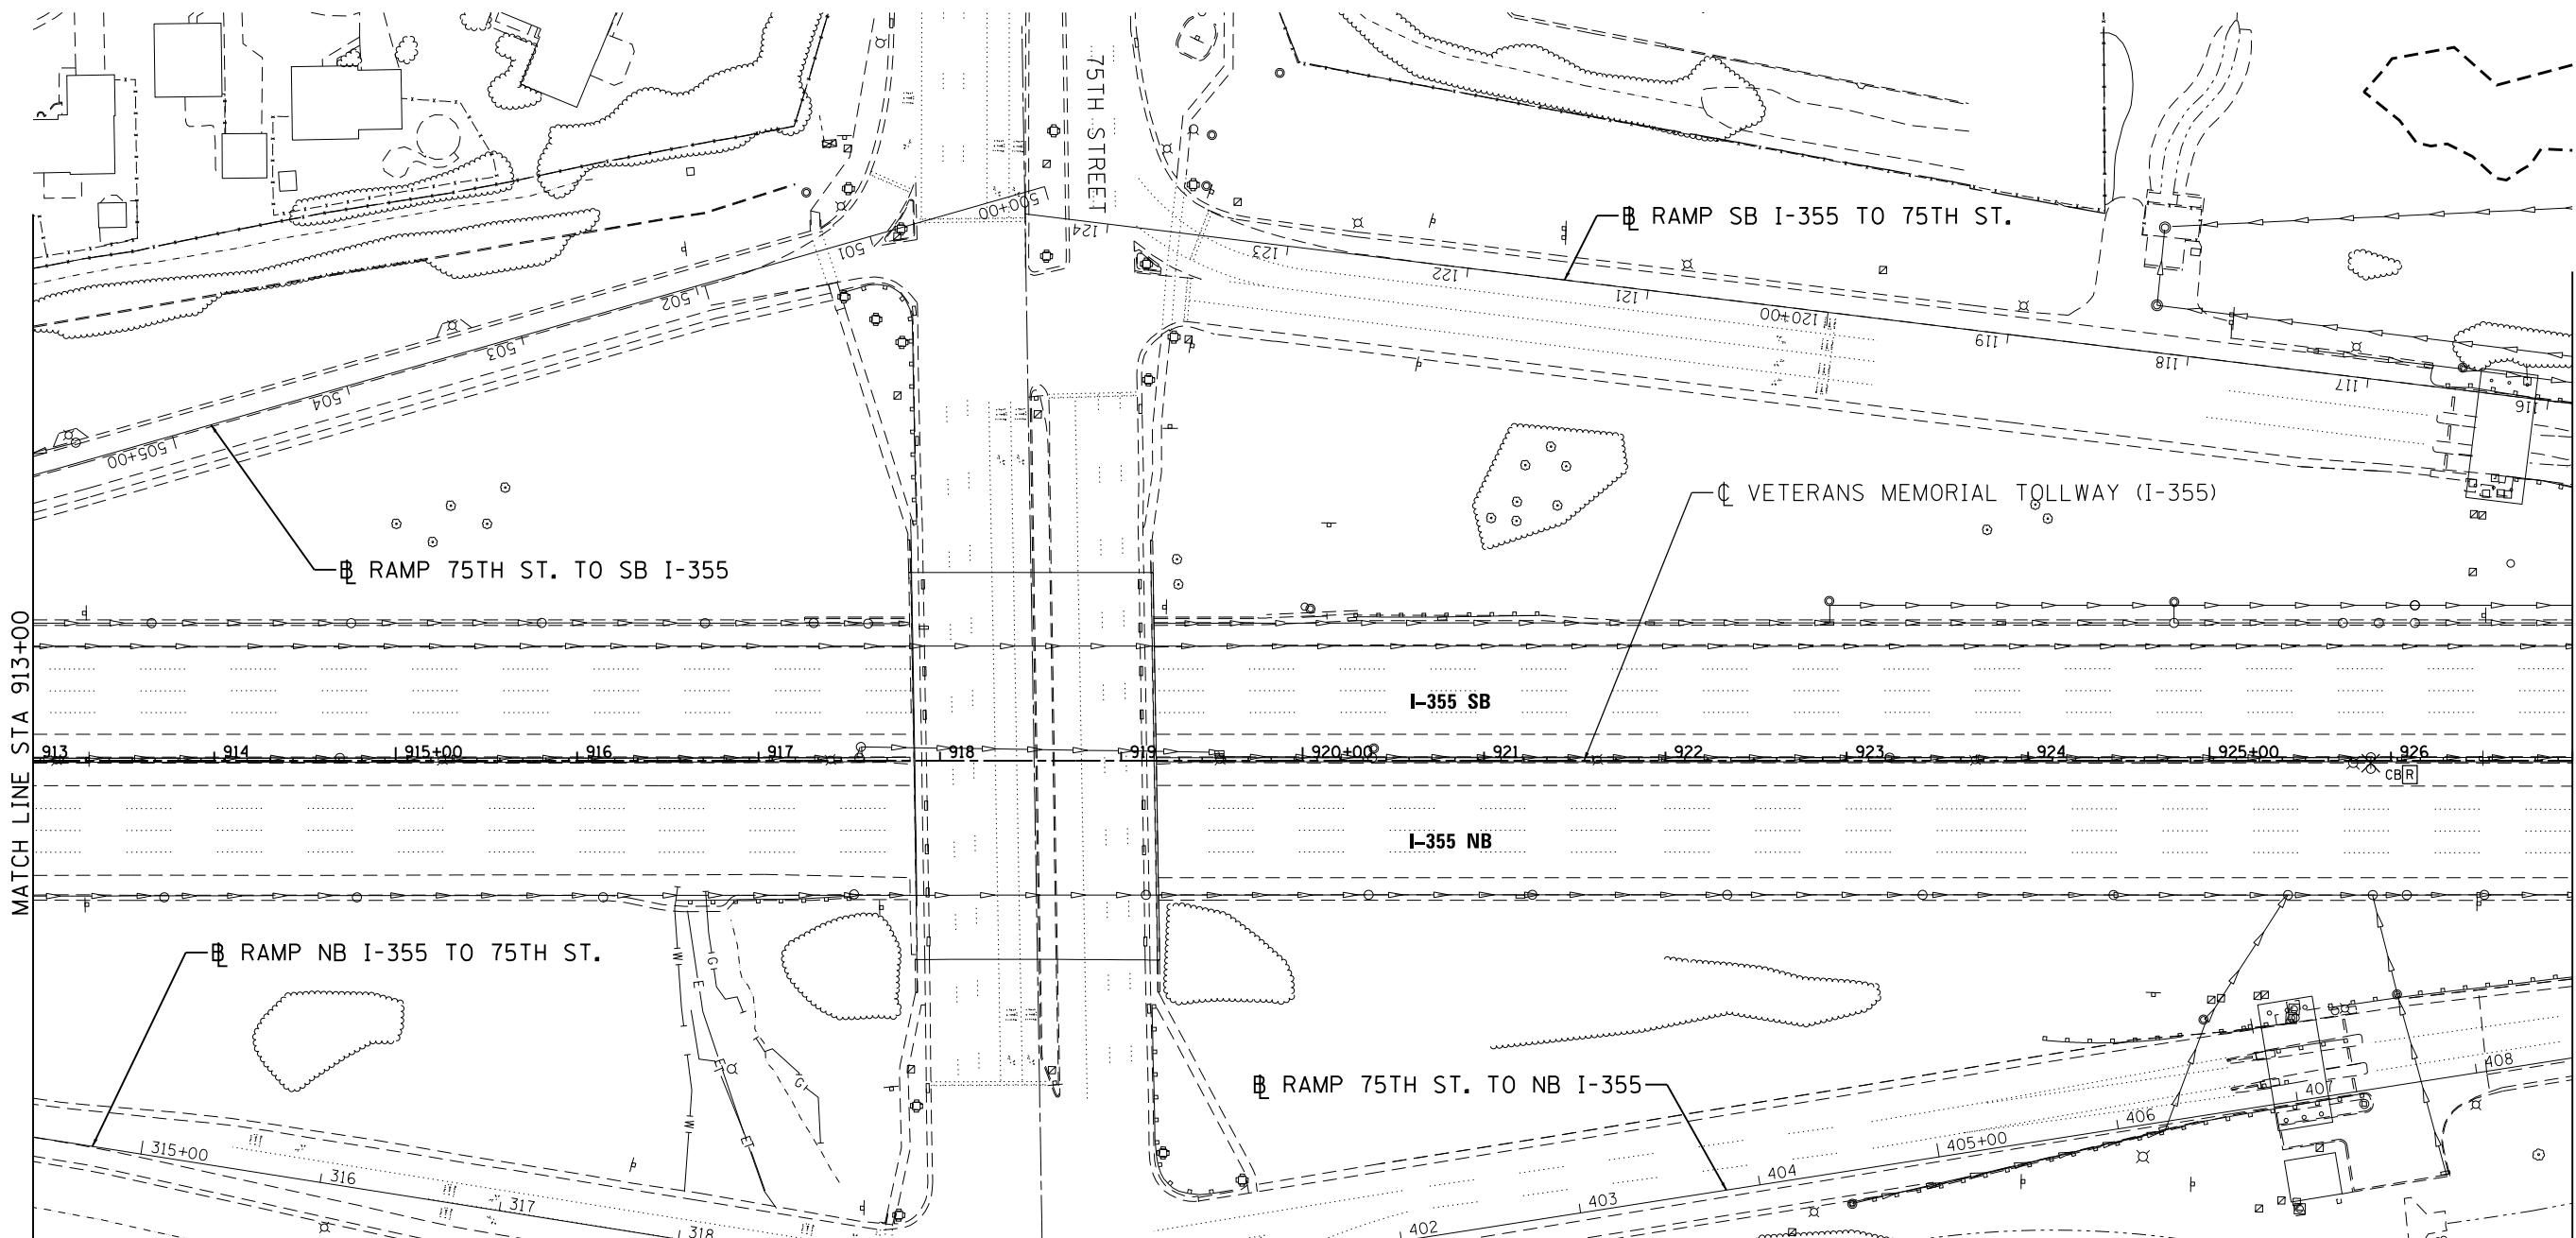 75TH STREET
500+00
501
502
503
504
505+00
124
123
122
121
120+00
119
118
117
116
℄ RAMP SB I-355 TO 75TH ST.
℄ VETERANS MEMORIAL TOLLWAY (I-355)
BL RAMP 75TH ST. TO SB I-355
MATCH LINE STA 913+00
I-355 SB
913 914 915+00 916 917 918 919 920+00 921 922 923 924 925+00 926
CB R
I-355 NB
BL RAMP NB I-355 TO 75TH ST.
W
G
E
W
E
G
E
BL RAMP 75TH ST. TO NB I-355
315+00
316
317
318
402
403
404
405+00
406
407
408